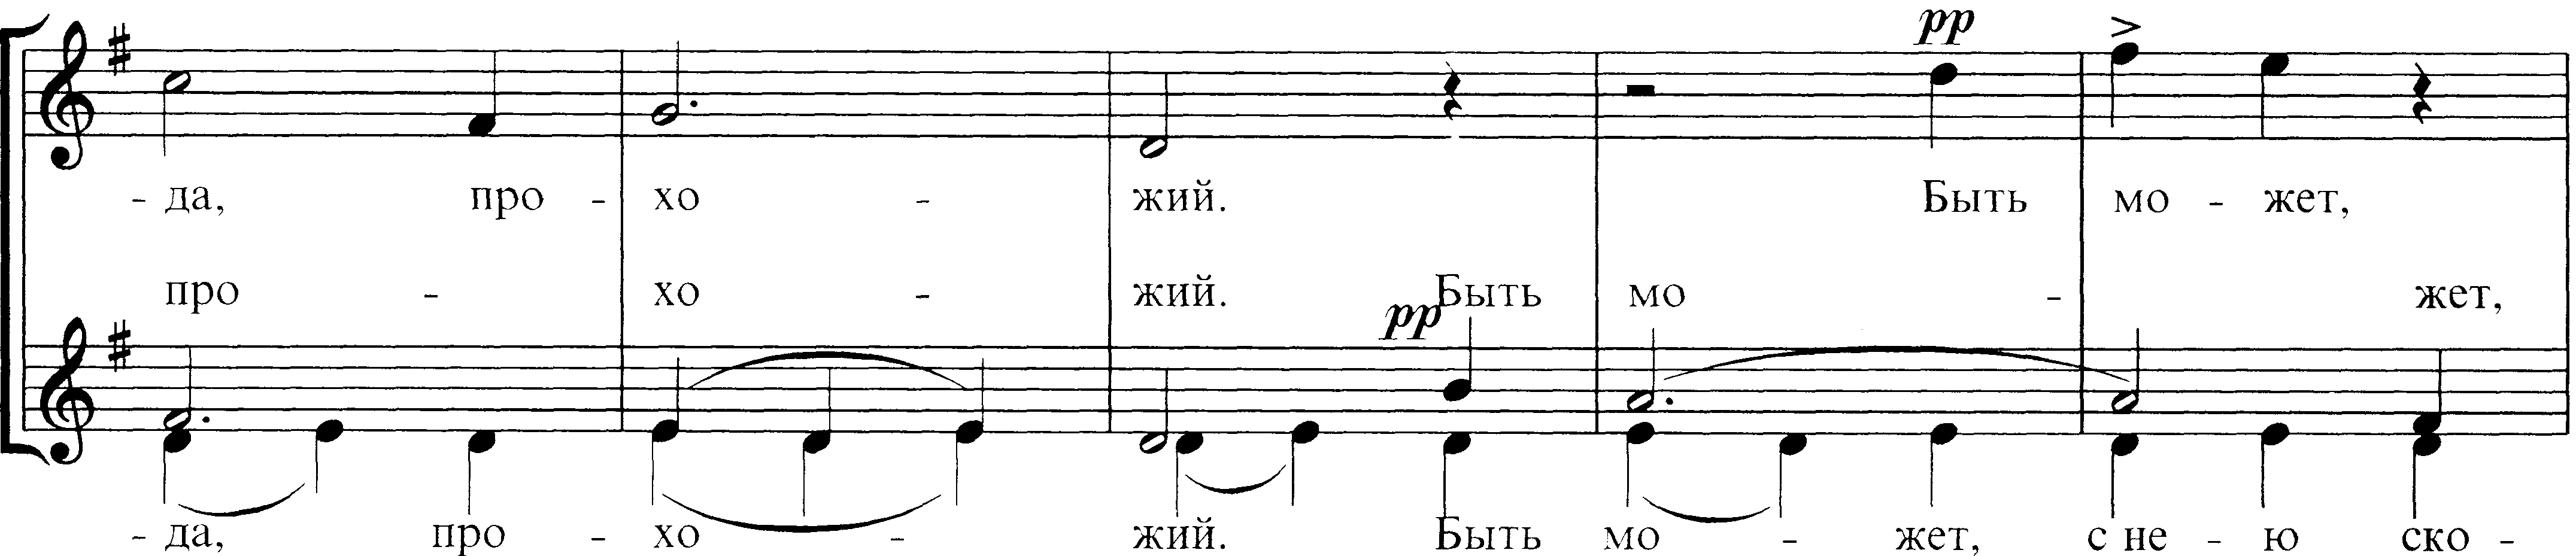 pp
- да, про - хо - жий. Быть мо - жет,
про - хо - жий. Быть мо - жет,
pp
- да, про - хо - жий. Быть мо - жет, с не - ю ско -